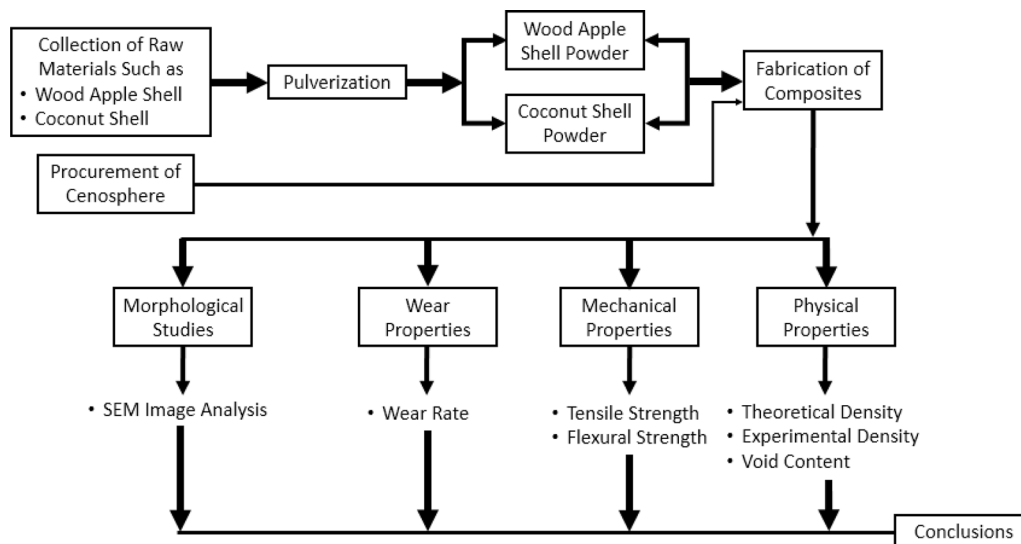 Collection of Raw
Materials Such as
• Wood Apple Shell
• Coconut Shell
Pulverization
Wood Apple
Shell Powder
Coconut Shell
Powder
Fabrication of
Composites
Procurement of
Cenosphere
Morphological
Studies
Wear
Properties
Mechanical
Properties
Physical
Properties
• SEM Image Analysis
• Wear Rate
• Tensile Strength
• Flexural Strength
• Theoretical Density
• Experimental Density
• Void Content
Conclusions